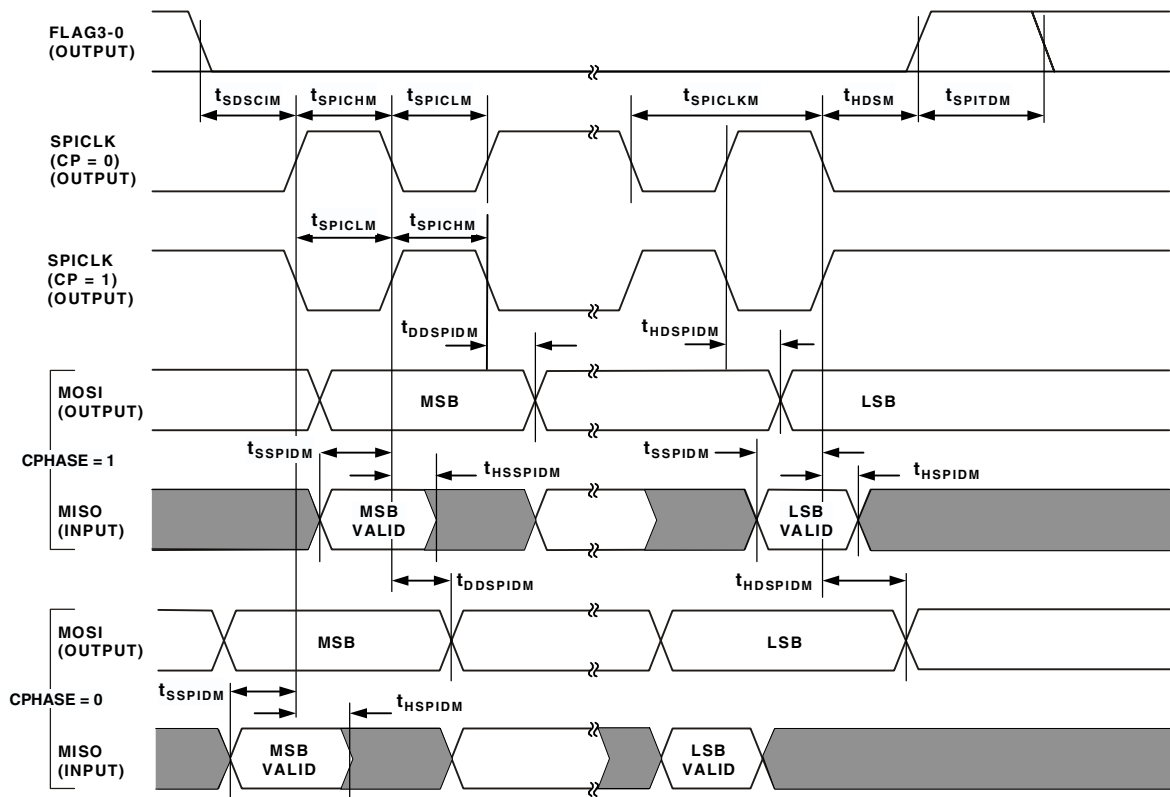 FLAG3-0
(OUTPUT)
tSDSCIM tSPICHM tSPICLM tSPICLKM tHDSM tSPITDM
SPICLK
(CP = 0)
(OUTPUT)
tSPICLM tSPICHM
SPICLK
(CP = 1)
(OUTPUT)
tDDSPIDM tHDSPIDM
MOSI
(OUTPUT)
MSB LSB
CPHASE = 1
tSSPIDM tHSSPIDM tSSPIDM tHSPIDM
MISO
(INPUT)
MSB
VALID
LSB
VALID
tDDSPIDM tHDSPIDM
MOSI
(OUTPUT)
MSB LSB
CPHASE = 0
tSSPIDM tHSPIDM
MISO
(INPUT)
MSB
VALID
LSB
VALID